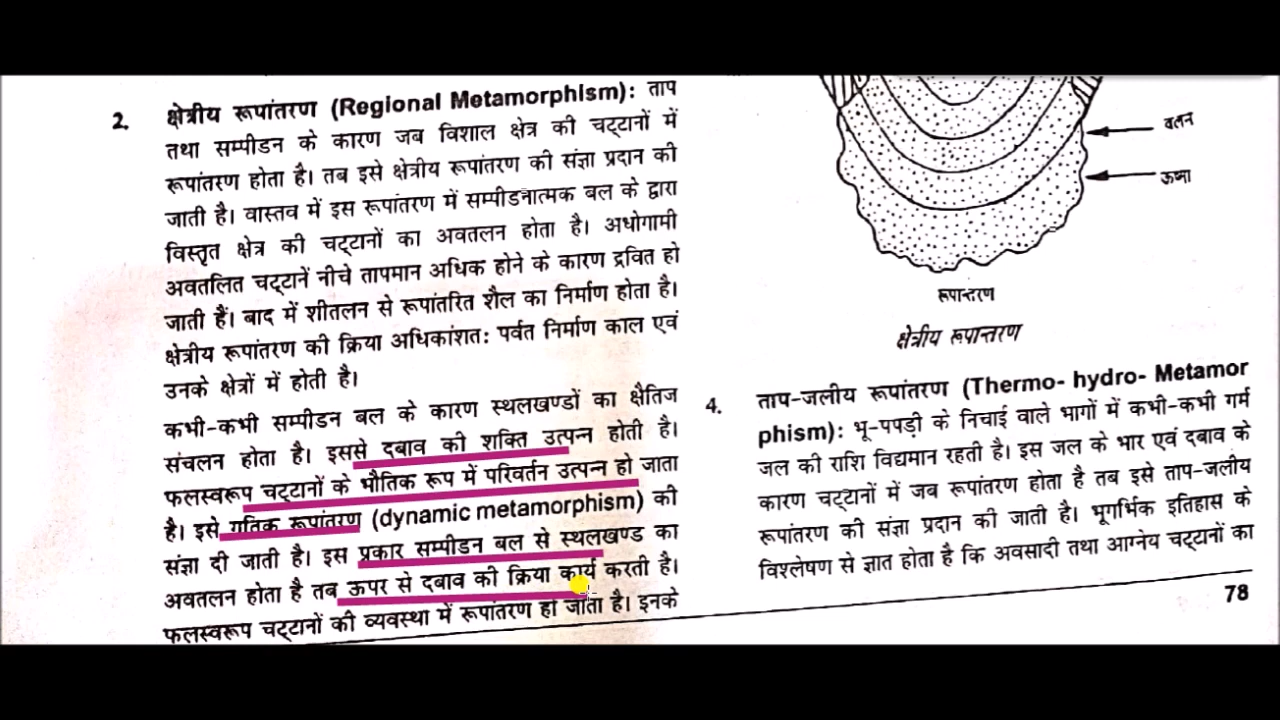 2. क्षेत्रीय रूपांतरण (Regional Metamorphism): ताप
तथा सम्पीडन के कारण जब विशाल क्षेत्र की चट्टानों में
रूपांतरण होता है। तब इसे क्षेत्रीय रूपांतरण की संज्ञा प्रदान की
जाती है। वास्तव में इस रूपांतरण में सम्पीडनात्मक बल के द्वारा
विस्तृत क्षेत्र की चट्टानों का अवतलन होता है। अधोगामी
अवतलित चट्टानें नीचे तापमान अधिक होने के कारण द्रवित हो
जाती हैं। बाद में शीतलन से रूपांतरित शैल का निर्माण होता है।
क्षेत्रीय रूपांतरण की क्रिया अधिकांशतः पर्वत निर्माण काल एवं
उनके क्षेत्रों में होती है।
कभी-कभी सम्पीडन बल के कारण स्थलखण्डों का क्षैतिज
संचलन होता है। इससे दबाव की शक्ति उत्पन्न होती है।
फलस्वरूप चट्टानों के भौतिक रूप में परिवर्तन उत्पन्न हो जाता
है। इसे गतिक रूपांतरण (dynamic metamorphism) की
संज्ञा दी जाती है। इस प्रकार सम्पीडन बल से स्थलखण्ड का
अवतलन होता है तब ऊपर से दबाव की क्रिया कार्य करती है।
फलस्वरूप चट्टानों की व्यवस्था में रूपांतरण हो जाता है। इनके
वलन
ऊष्मा
रूपान्तरण
क्षेत्रीय रूपान्तरण
4. ताप-जलीय रूपांतरण (Thermo- hydro- Metamor
phism): भू-पपड़ी के निचाई वाले भागों में कभी-कभी गर्म
जल की राशि विद्यमान रहती है। इस जल के भार एवं दबाव के
कारण चट्टानों में जब रूपांतरण होता है तब इसे ताप-जलीय
रूपांतरण की संज्ञा प्रदान की जाती है। भूगर्भिक इतिहास के
विश्लेषण से ज्ञात होता है कि अवसादी तथा आग्नेय चट्टानों का
78